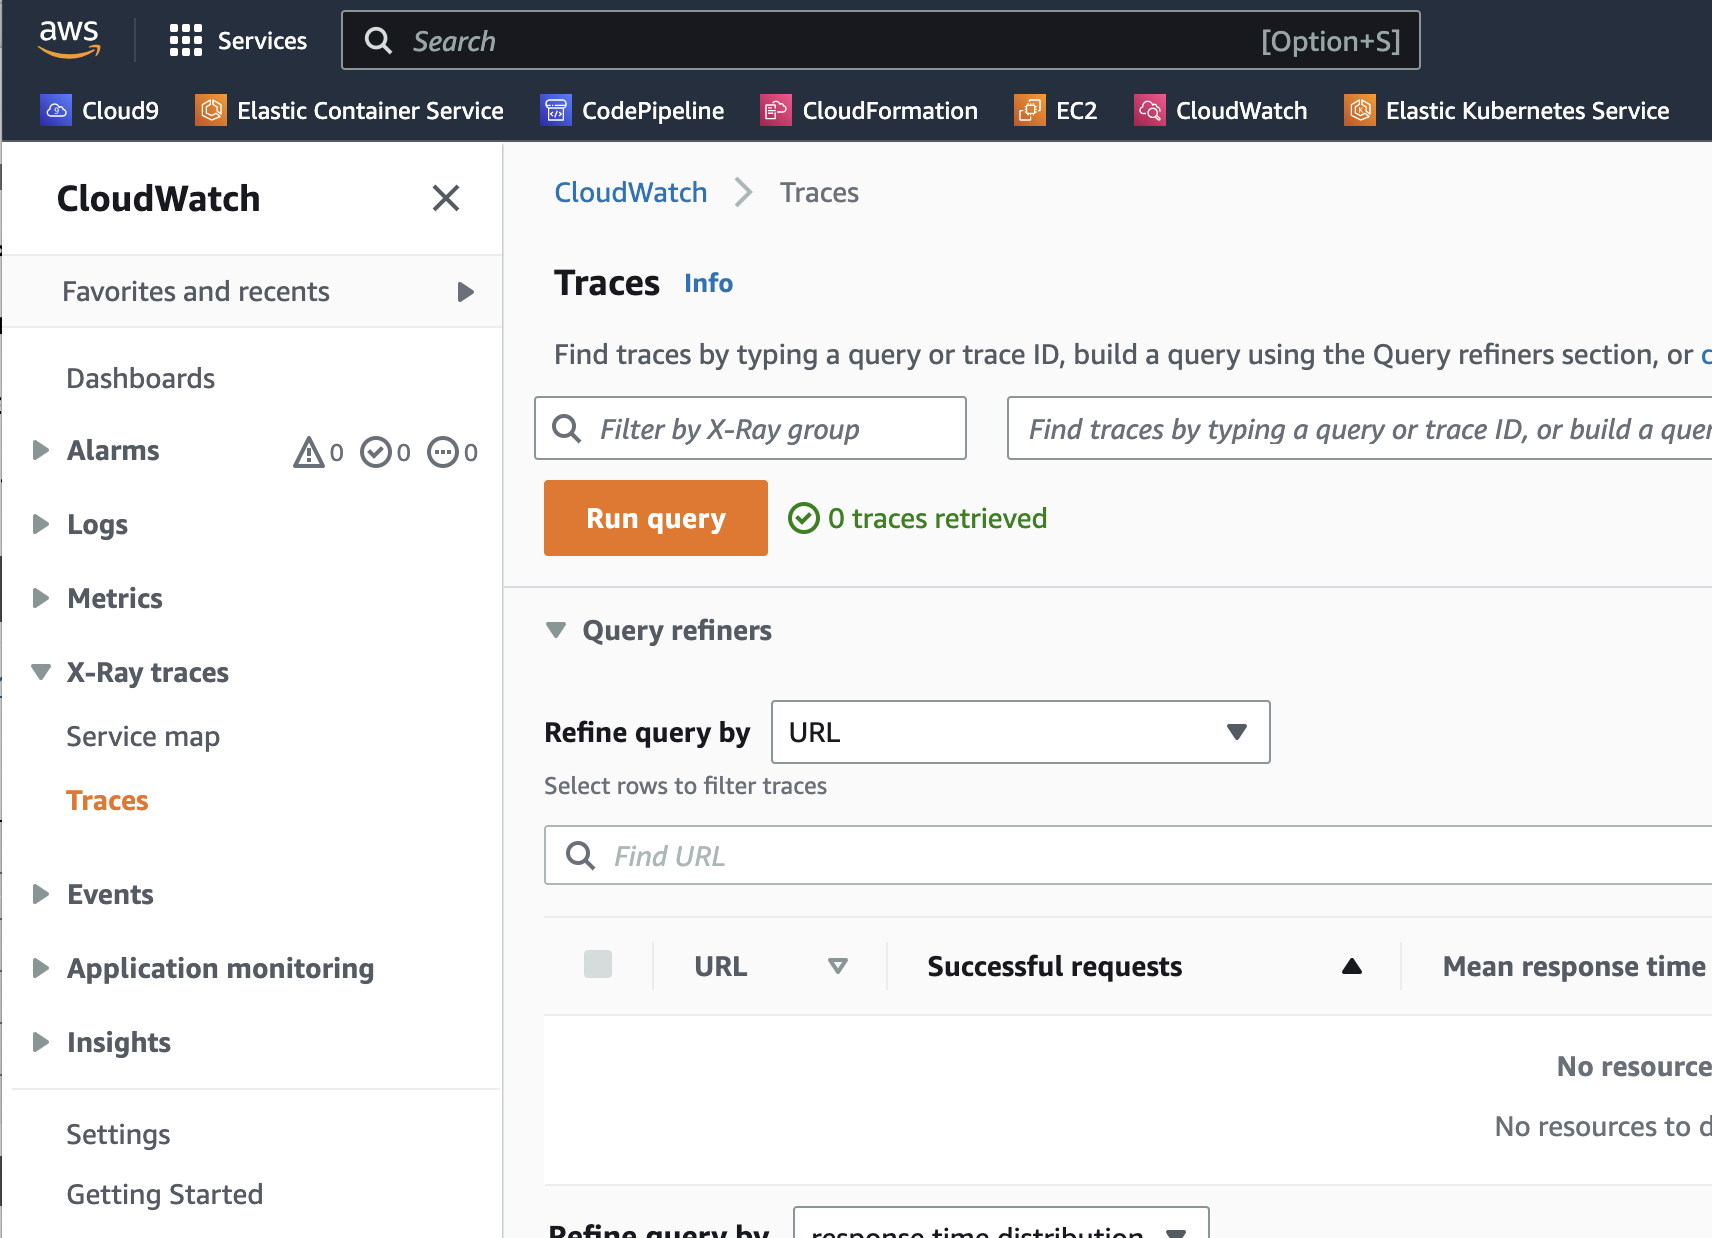 aws Services Search [Option+S]
Cloud9 Elastic Container Service CodePipeline CloudFormation EC2 CloudWatch Elastic Kubernetes Service
CloudWatch
Favorites and recents
Dashboards
Alarms 0 0 0
Logs
Metrics
X-Ray traces
Service map
Traces
Events
Application monitoring
Insights
Settings
Getting Started
CloudWatch Traces
Traces Info
Find traces by typing a query or trace ID, build a query using the Query refiners section, or
Filter by X-Ray group
Find traces by typing a query or trace ID, or build a quer
Run query 0 traces retrieved
Query refiners
Refine query by URL
Select rows to filter traces
Find URL
URL Successful requests Mean response time
No resource
No resources to d
Refine query by response time distribution